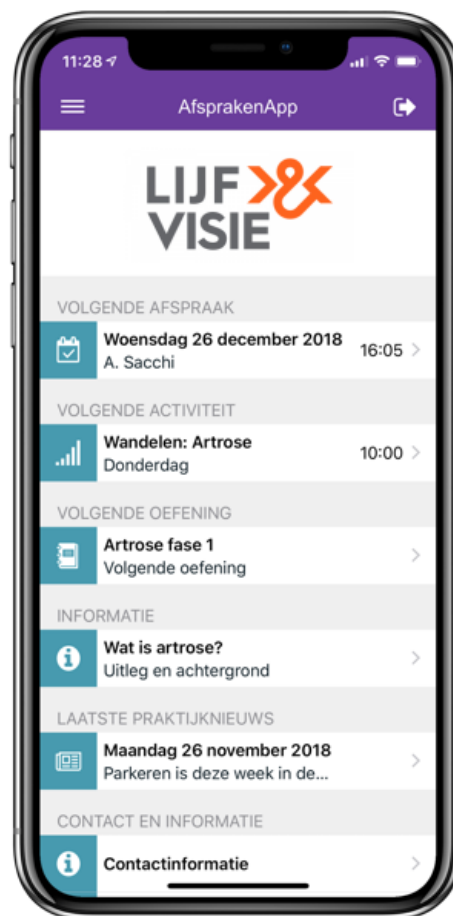 11:28
AfsprakenApp
LIJF &
VISIE
VOLGENDE AFSPRAAK
Woensdag 26 december 2018
A. Sacchi
16:05
VOLGENDE ACTIVITEIT
Wandelen: Artrose
Donderdag
10:00
VOLGENDE OEFENING
Artrose fase 1
Volgende oefening
INFORMATIE
Wat is artrose?
Uitleg en achtergrond
LAATSTE PRAKTIJKNIEUWS
Maandag 26 november 2018
Parkeren is deze week in de...
CONTACT EN INFORMATIE
Contactinformatie